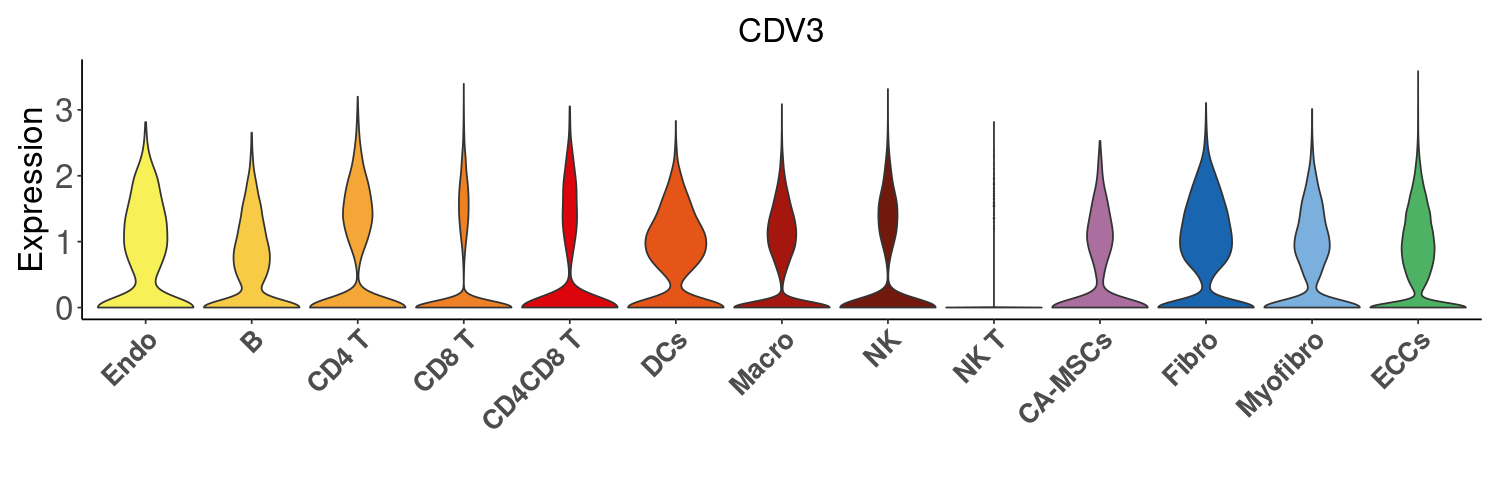 CDV3
Expression
3
2
1
0
Endo
B
CD4 T
CD8 T
CD4CD8 T
DCs
Macro
NK
NK T
CA-MSCs
Fibro
Myofibro
ECCs